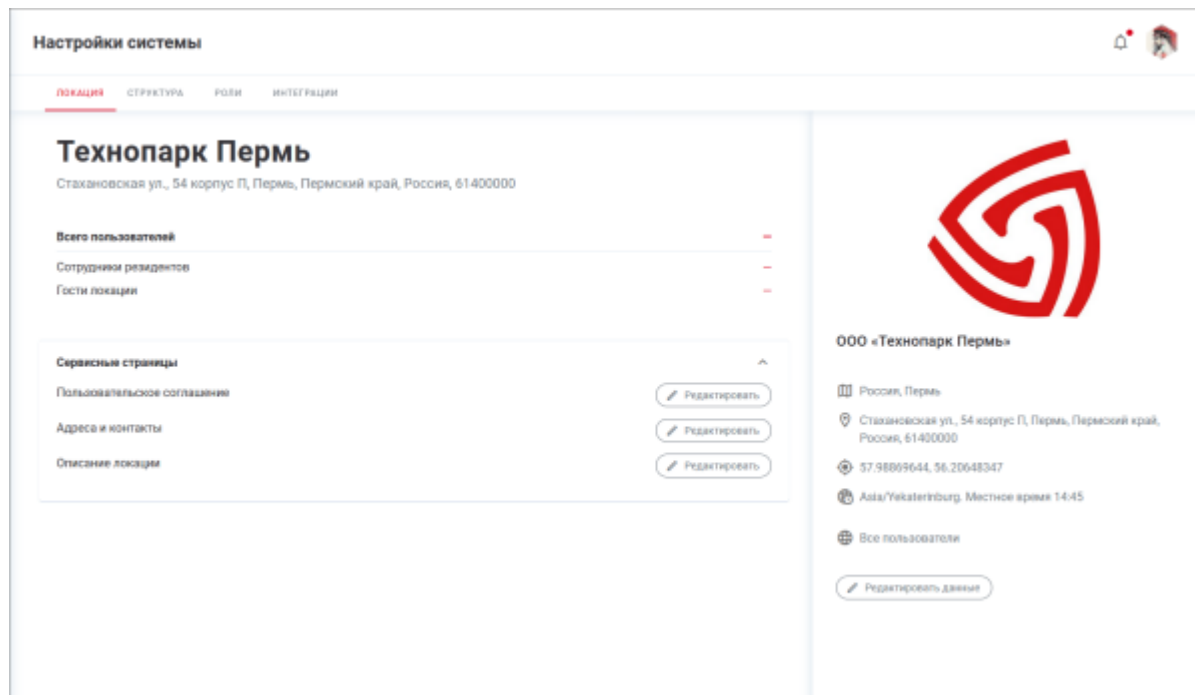 Настройки системы
ЛОКАЦИЯ СТРУКТУРА РОЛИ ИНТЕГРАЦИИ
Технопарк Пермь
Стахановская ул., 54 корпус П, Пермь, Пермский край, Россия, 61400000
Всего пользователей –
Сотрудники резидентов –
Гости локации –
Сервисные страницы
Пользовательское соглашение Редактировать
Адреса и контакты Редактировать
Описание локации Редактировать
ООО «Технопарк Пермь»
Россия, Пермь
Стахановская ул., 54 корпус П, Пермь, Пермский край,
Россия, 61400000
57.98869644, 56.20648347
Asia/Yekaterinburg. Местное время 14:45
Все пользователи
Редактировать данные